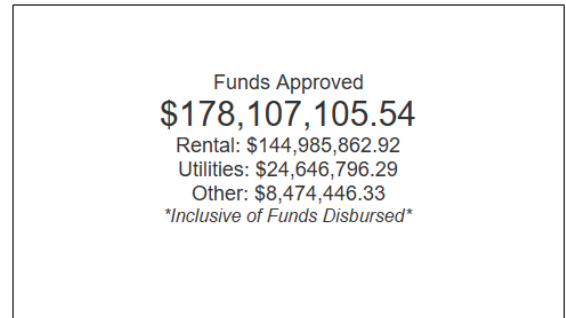 Funds Approved
$178,107,105.54
Rental: $144,985,862.92
Utilities: $24,646,796.29
Other: $8,474,446.33
*Inclusive of Funds Disbursed*